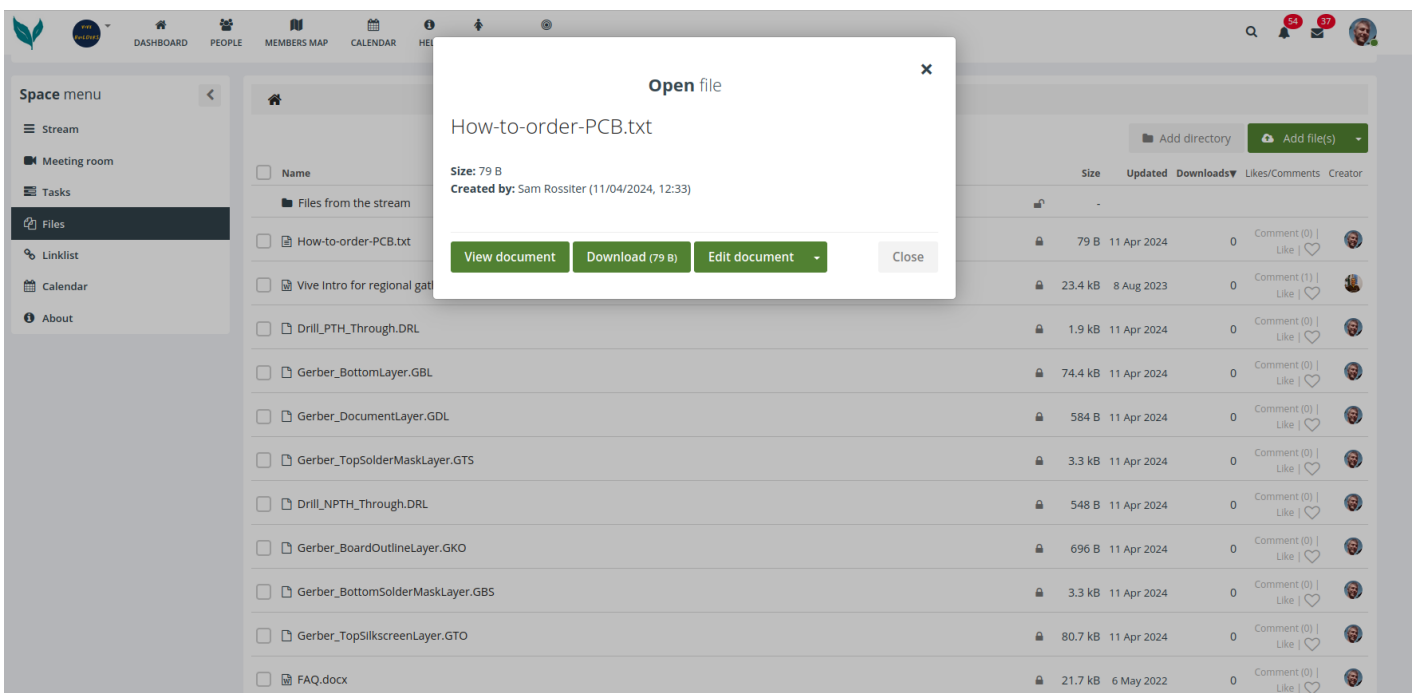 DASHBOARD PEOPLE MEMBERS MAP CALENDAR 54 37
Space menu
Stream
Meeting room
Tasks
Files
Linklist
Calendar
About
Open file
How-to-order-PCB.txt
Size: 79 B
Created by: Sam Rossiter (11/04/2024, 12:33)
View document Download (79 B) Edit document Close
Add directory Add file(s)
Name Size Updated Downloads▼ Likes/Comments Creator
Files from the stream -
How-to-order-PCB.txt 79 B 11 Apr 2024 0 Comment (0) |
Like |
Vive Intro for regional 23.4 kB 8 Aug 2023 0 Comment (1) |
Like |
Drill_PTH_Through.DRL 1.9 kB 11 Apr 2024 0 Comment (0) |
Like |
Gerber_BottomLayer.GBL 74.4 kB 11 Apr 2024 0 Comment (0) |
Like |
Gerber_DocumentLayer.GDL 584 B 11 Apr 2024 0 Comment (0) |
Like |
Gerber_TopSolderMaskLayer.GTS 3.3 kB 11 Apr 2024 0 Comment (0) |
Like |
Drill_NPTH_Through.DRL 548 B 11 Apr 2024 0 Comment (0) |
Like |
Gerber_BoardOutlineLayer.GKO 696 B 11 Apr 2024 0 Comment (0) |
Like |
Gerber_BottomSolderMaskLayer.GBS 3.3 kB 11 Apr 2024 0 Comment (0) |
Like |
Gerber_TopSilkscreenLayer.GTO 80.7 kB 11 Apr 2024 0 Comment (0) |
Like |
FAQ.docx 21.7 kB 6 May 2022 0 Comment (0) |
Like |